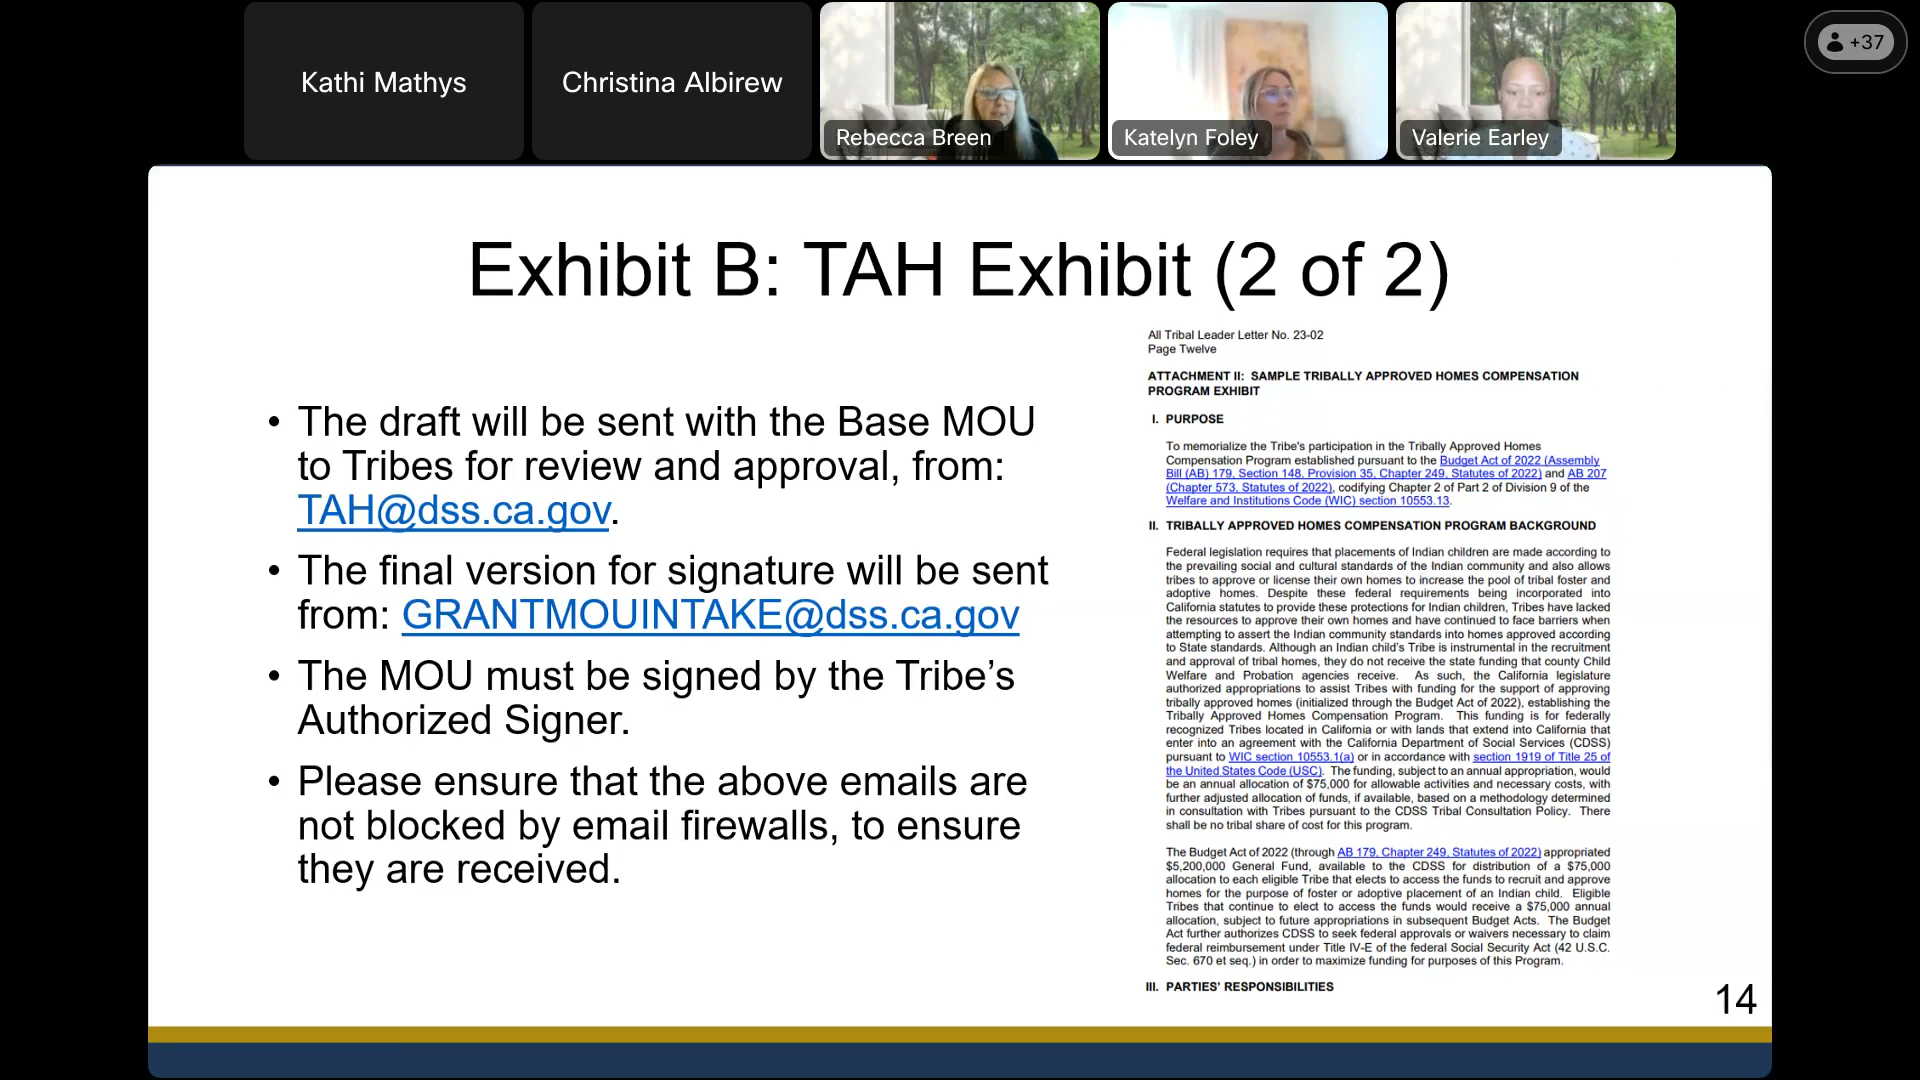 Kathi Mathys
Christina Albirew
Rebecca Breen
Katelyn Foley
Valerie Earley
+37
Exhibit B: TAH Exhibit (2 of 2)
• The draft will be sent with the Base MOU
to Tribes for review and approval, from:
TAH@dss.ca.gov.
• The final version for signature will be sent
from: GRANTMOUINTAKE@dss.ca.gov
• The MOU must be signed by the Tribe’s
Authorized Signer.
• Please ensure that the above emails are
not blocked by email firewalls, to ensure
they are received.
All Tribal Leader Letter No. 23-02
Page Twelve
ATTACHMENT II: SAMPLE TRIBALLY APPROVED HOMES COMPENSATION
PROGRAM EXHIBIT
I. PURPOSE
To memorialize the Tribe's participation in the Tribally Approved Homes
Compensation Program established pursuant to the Budget Act of 2022 (Assembly
Bill (AB) 179, Section 148, Provision 35, Chapter 249, Statutes of 2022) and AB 207
(Chapter 573, Statutes of 2022), codifying Chapter 2 of Part 2 of Division 9 of the
Welfare and Institutions Code (WIC) section 10553.13.
II. TRIBALLY APPROVED HOMES COMPENSATION PROGRAM BACKGROUND
Federal legislation requires that placements of Indian children are made according to
the prevailing social and cultural standards of the Indian community and also allows
tribes to approve or license their own homes to increase the pool of tribal foster and
adoptive homes. Despite these federal requirements being incorporated into
California statutes to provide these protections for Indian children, Tribes have lacked
the resources to approve their own homes and have continued to face barriers when
attempting to assert the Indian community standards into homes approved according
to State standards. Although an Indian child’s Tribe is instrumental in the recruitment
and approval of tribal homes, they do not receive the state funding that county Child
Welfare and Probation agencies receive. As such, the California legislature
authorized appropriations to assist Tribes with funding for the support of approving
tribally approved homes (initialized through the Budget Act of 2022), establishing the
Tribally Approved Homes Compensation Program. This funding is for federally
recognized Tribes located in California or with lands that extend into California that
enter into an agreement with the California Department of Social Services (CDSS)
pursuant to WIC section 10553.1(a) or in accordance with section 1919 of Title 25 of
the United States Code (USC). The funding, subject to an annual appropriation, would
be an annual allocation of $75,000 for allowable activities and necessary costs, with
further adjusted allocation of funds, if available, based on a methodology determined
in consultation with Tribes pursuant to the CDSS Tribal Consultation Policy. There
shall be no tribal share of cost for this program.
The Budget Act of 2022 (through AB 179, Chapter 249, Statutes of 2022) appropriated
$5,200,000 General Fund, available to the CDSS for distribution of a $75,000
allocation to each eligible Tribe that elects to access the funds to recruit and approve
homes for the purpose of foster or adoptive placement of an Indian child. Eligible
Tribes that continue to elect to access the funds would receive a $75,000 annual
allocation, subject to future appropriations in subsequent Budget Acts. The Budget
Act further authorizes CDSS to seek federal approvals or waivers necessary to claim
federal reimbursement under Title IV-E of the federal Social Security Act (42 U.S.C.
Sec. 670 et seq.) in order to maximize funding for purposes of this Program.
III. PARTIES’ RESPONSIBILITIES
14